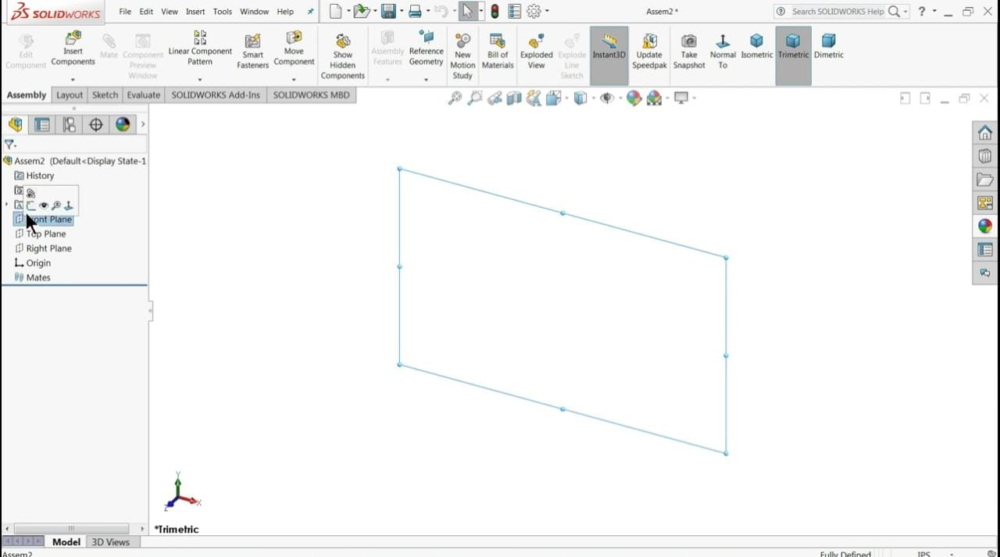 SOLIDWORKS File Edit View Insert Tools Window Help Assem2 * Search SOLIDWORKS Help ?
Edit Component
Insert Components
Mate
Component Preview Window
Linear Component Pattern
Smart Fasteners
Move Component
Show Hidden Components
Assembly Features
Reference Geometry
New Motion Study
Bill of Materials
Exploded View
Explode Line Sketch
Instant3D
Update Speedpak
Take Snapshot
Normal To
Isometric
Trimetric
Dimetric
Assembly Layout Sketch Evaluate SOLIDWORKS Add-Ins SOLIDWORKS MBD
Assem2 (Default<Display State-1
History
ont Plane
Top Plane
Right Plane
Origin
Mates
Y
X
Z
*Trimetric
Model 3D Views
Assem2 Fully Defined IPS